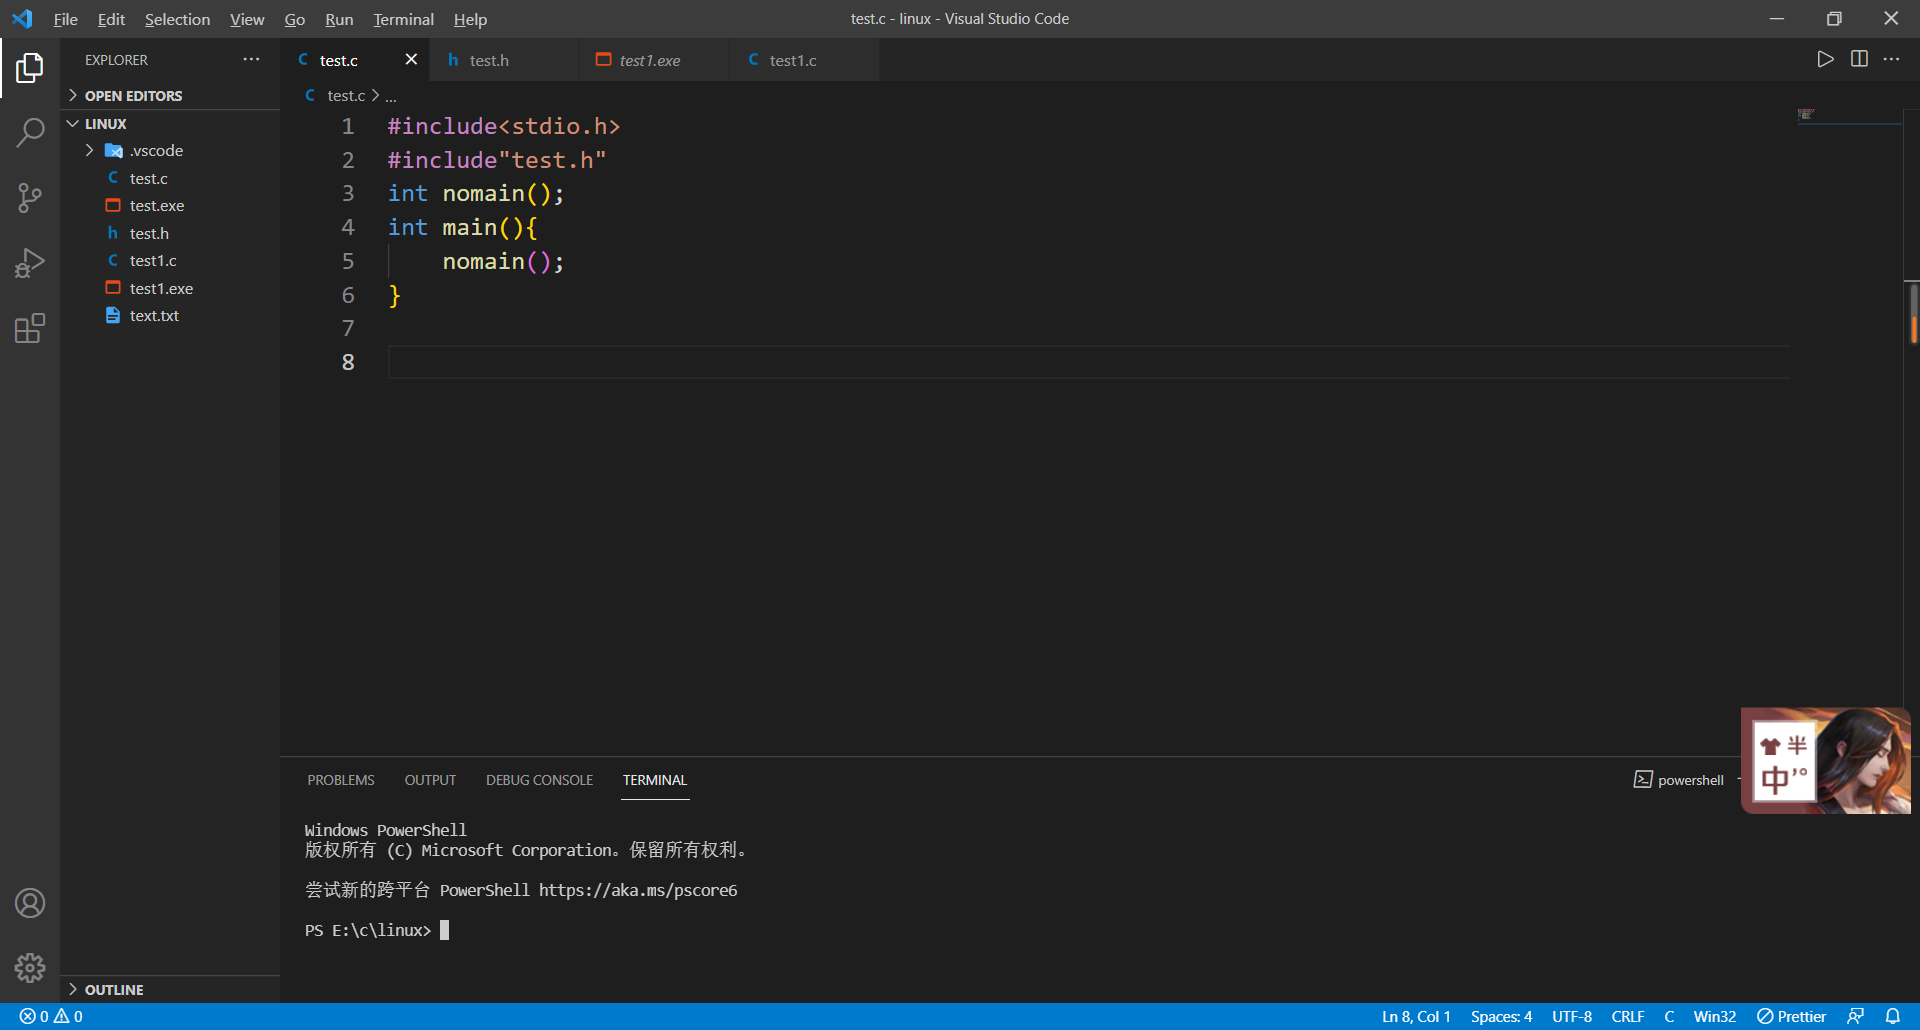 File Edit Selection View Go Run Terminal Help
test.c - linux - Visual Studio Code
EXPLORER
OPEN EDITORS
LINUX
.vscode
test.c
test.exe
test.h
test1.c
test1.exe
text.txt
OUTLINE
C test.c
h test.h
test1.exe
C test1.c
C test.c > ...
1 #include<stdio.h>
2 #include"test.h"
3 int nomain();
4 int main(){
5 nomain();
6 }
7
8
PROBLEMS OUTPUT DEBUG CONSOLE TERMINAL
powershell
半
中 ’°
Windows PowerShell
版权所有 (C) Microsoft Corporation。保留所有权利。
尝试新的跨平台 PowerShell https://aka.ms/pscore6
PS E:\c\linux>
0 0
Ln 8, Col 1 Spaces: 4 UTF-8 CRLF C Win32 Prettier